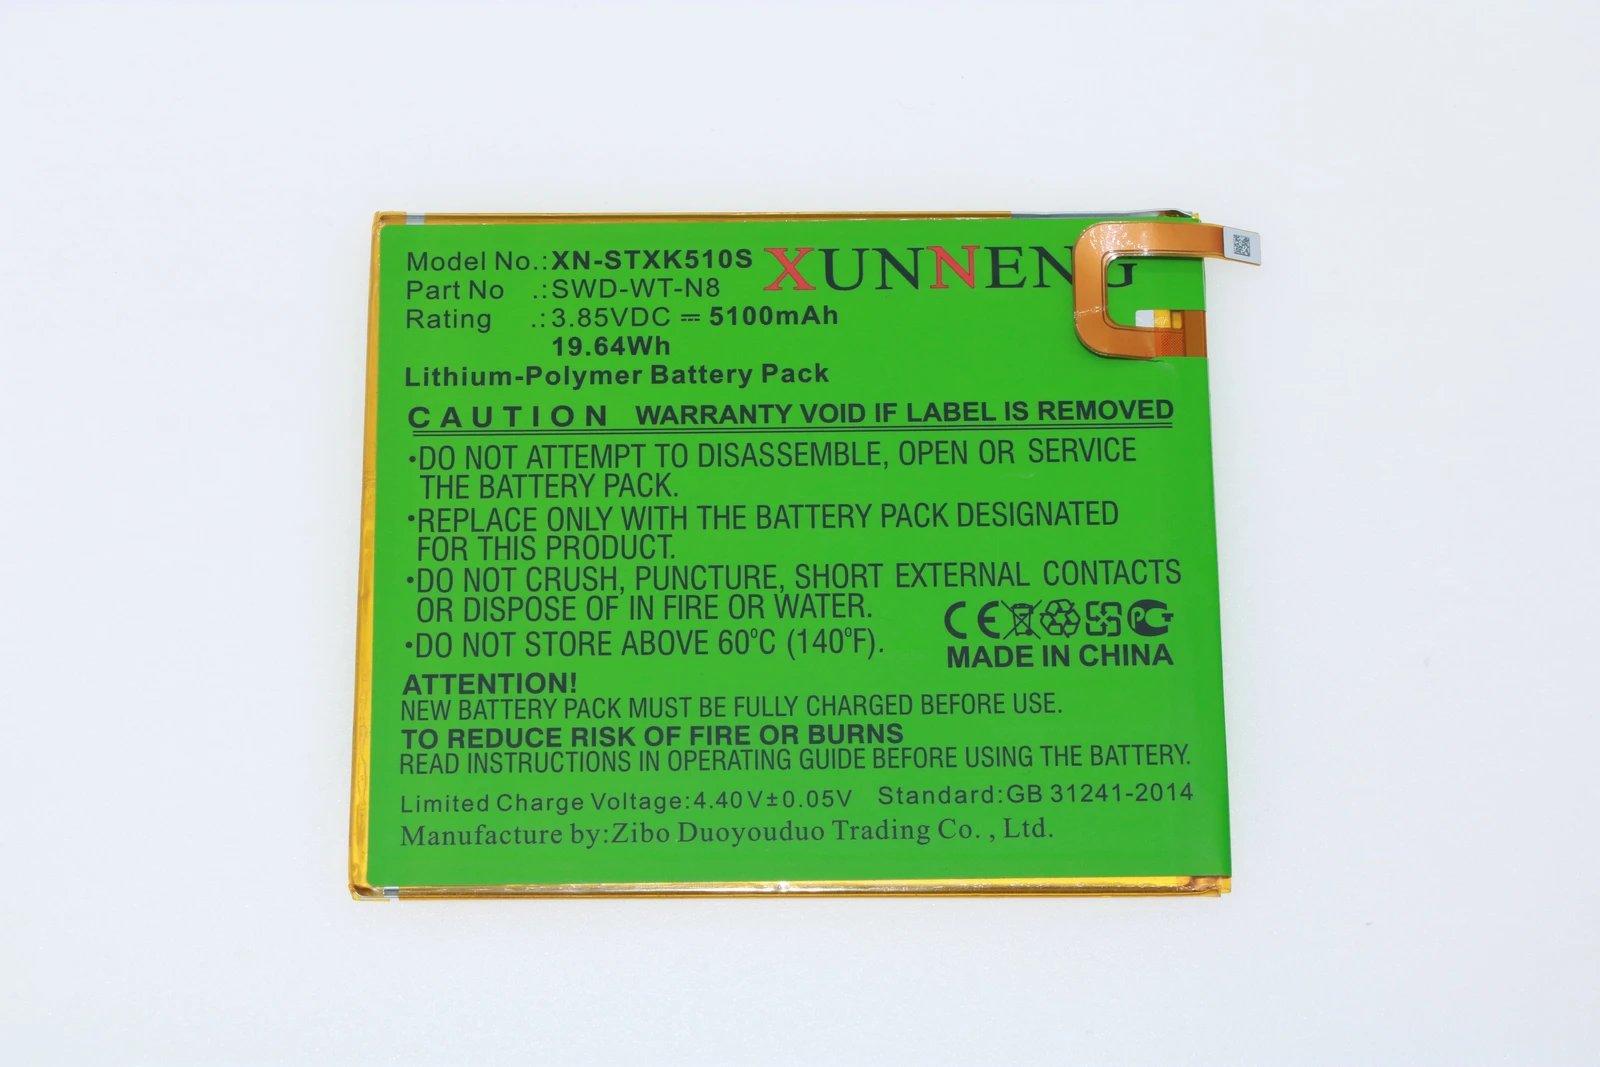 Model No.:XN-STXK510S
XUNNENG
Part No .:SWD-WT-N8
Rating .:3.85VDC ⎓ 5100mAh
19.64Wh
Lithium-Polymer Battery Pack
CAUTION WARRANTY VOID IF LABEL IS REMOVED
•DO NOT ATTEMPT TO DISASSEMBLE, OPEN OR SERVICE
THE BATTERY PACK.
•REPLACE ONLY WITH THE BATTERY PACK DESIGNATED
FOR THIS PRODUCT.
•DO NOT CRUSH, PUNCTURE, SHORT EXTERNAL CONTACTS
OR DISPOSE OF IN FIRE OR WATER.
•DO NOT STORE ABOVE 60°C (140°F).
CE
MADE IN CHINA
ATTENTION!
NEW BATTERY PACK MUST BE FULLY CHARGED BEFORE USE.
TO REDUCE RISK OF FIRE OR BURNS
READ INSTRUCTIONS IN OPERATING GUIDE BEFORE USING THE BATTERY.
Limited Charge Voltage:4.40V±0.05V Standard:GB 31241-2014
Manufacture by:Zibo Duoyouduo Trading Co. , Ltd.